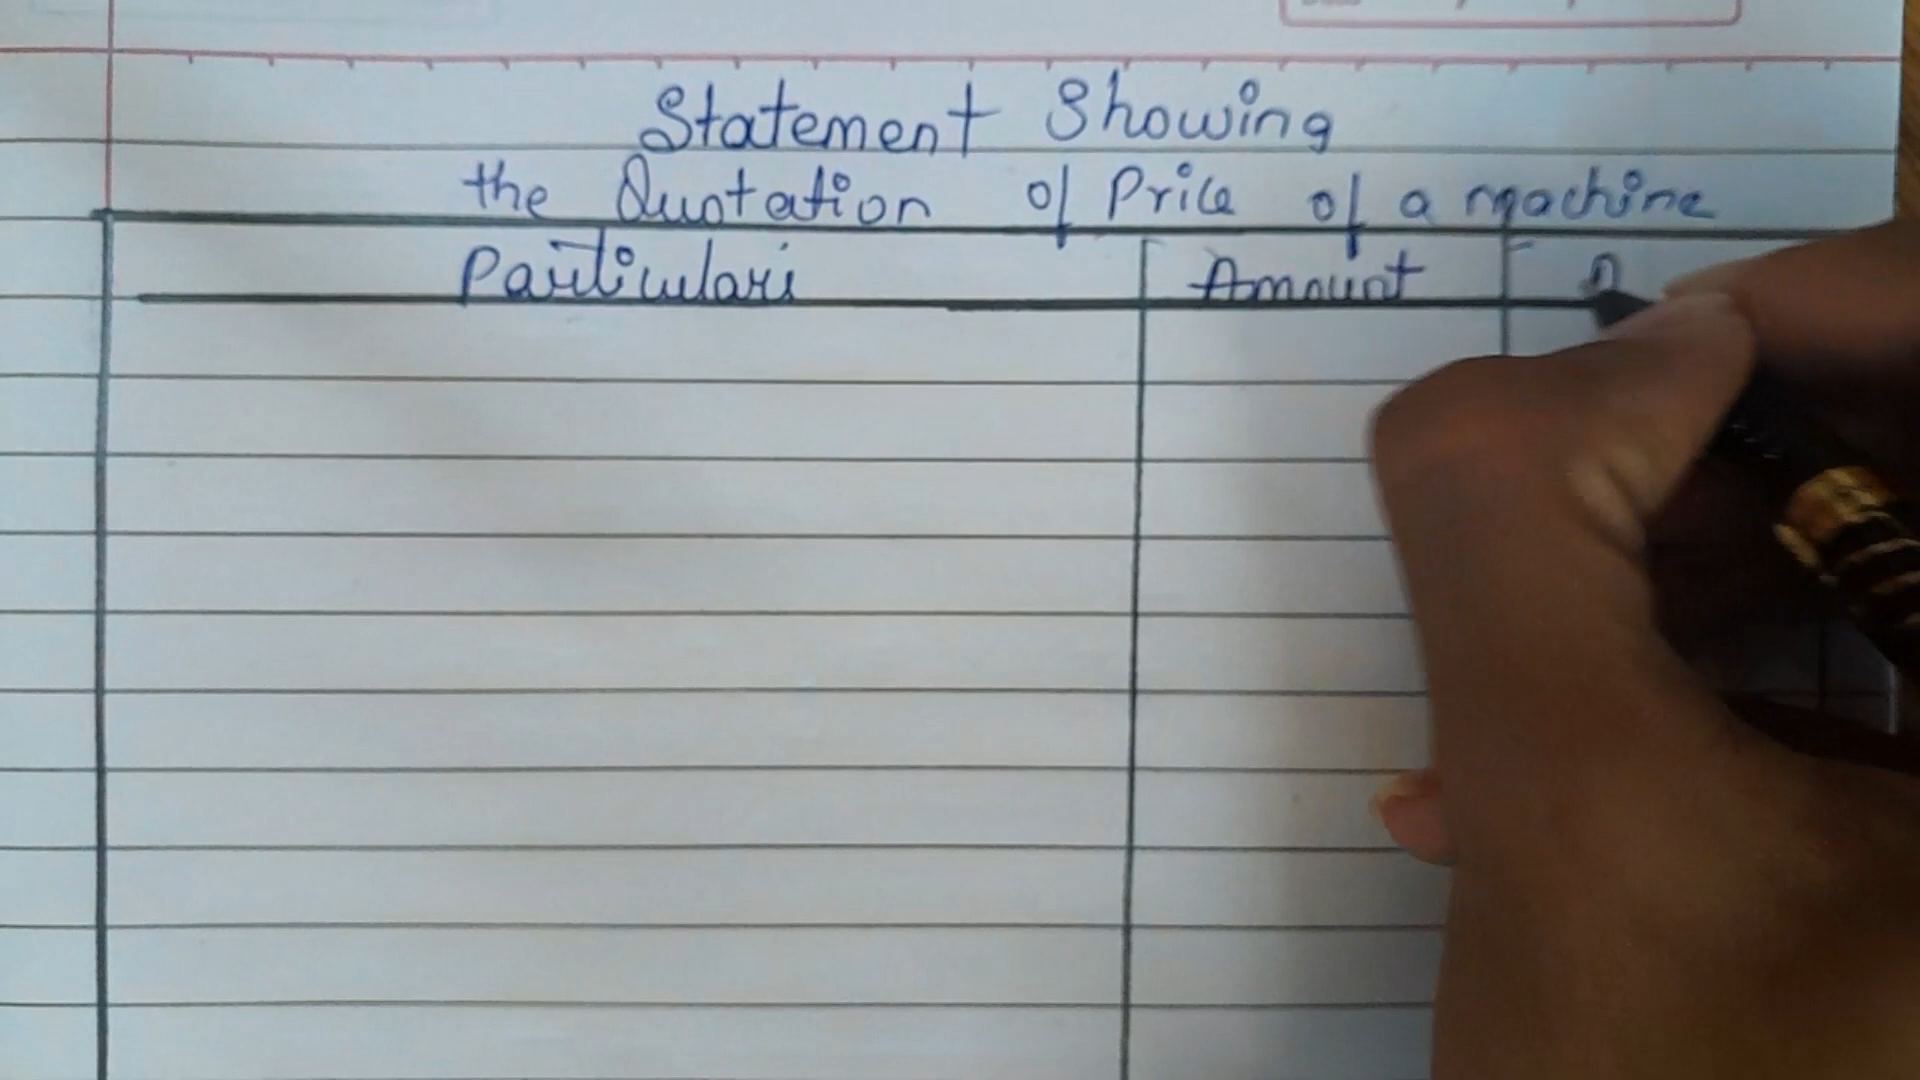 Statement Showing
the Quotation of Price of a machine
Particulars Amount